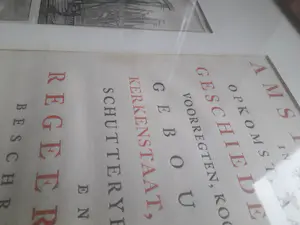 AMS
OPKOMST
GESCHIEDE
VOORREGTEN, KOO
GEBOU
KERKENSTAAT,
SCHUTTERYE
EN
REGEER
BESCHR